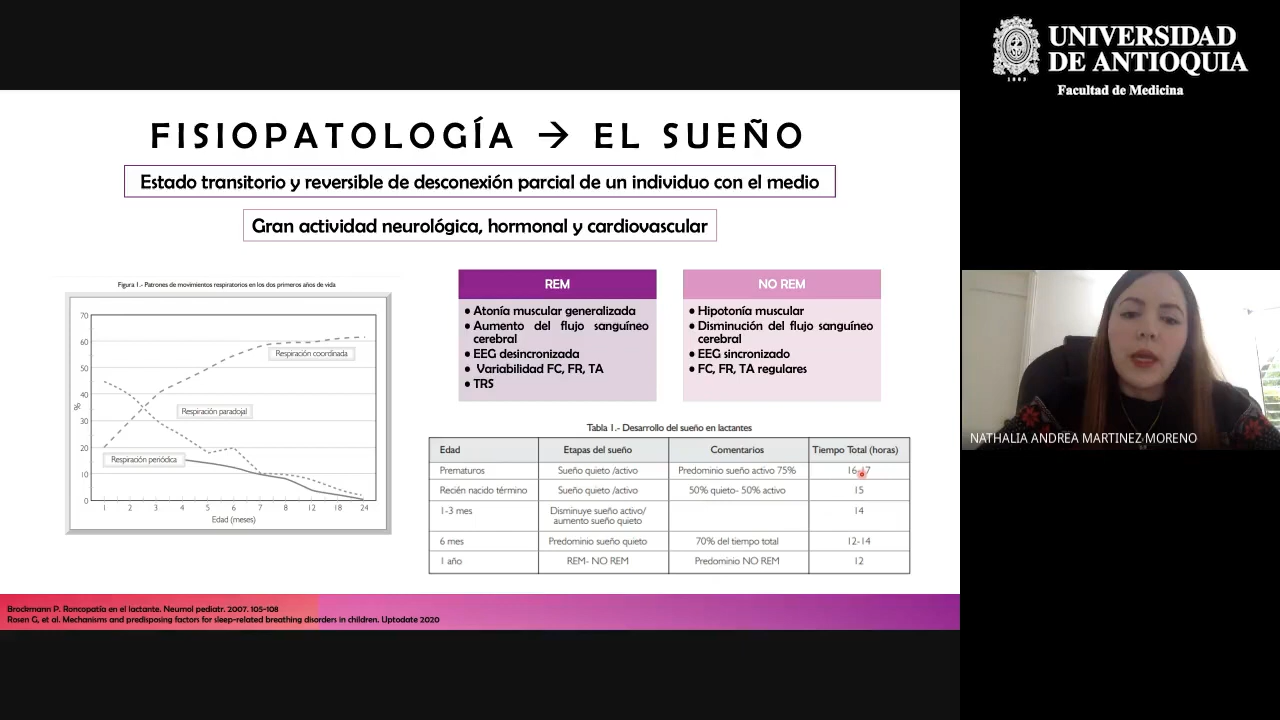 UNIVERSIDAD
DE ANTIOQUIA
1803
Facultad de Medicina
FISIOPATOLOGÍA → EL SUEÑO
Estado transitorio y reversible de desconexión parcial de un individuo con el medio
Gran actividad neurológica, hormonal y cardiovascular
Figura 1.- Patrones de movimientos respiratorios en los dos primeros años de vida
70
60
50
40
30
20
10
0
%
Respiración coordinada
Respiración paradojal
Respiración periódica
1 2 3 4 5 6 7 8 12 18 24
Edad (meses)
REM
• Atonía muscular generalizada
• Aumento del flujo sanguíneo
cerebral
• EEG desincronizada
• Variabilidad FC, FR, TA
• TRS
NO REM
• Hipotonía muscular
• Disminución del flujo sanguíneo
cerebral
• EEG sincronizado
• FC, FR, TA regulares
Tabla 1.- Desarrollo del sueño en lactantes
Edad Etapas del sueño Comentarios Tiempo Total (horas)
Prematuros Sueño quieto /activo Predominio sueño activo 75% 16-17
Recién nacido término Sueño quieto /activo 50% quieto- 50% activo 15
1-3 mes Disminuye sueño activo/ 14
aumento sueño quieto
6 mes Predominio sueño quieto 70% del tiempo total 12-14
1 año REM- NO REM Predominio NO REM 12
Brockmann P. Roncopatía en el lactante. Neumol pediatr. 2007. 105-108
Rosen G, et al. Mechanisms and predisposing factors for sleep-related breathing disorders in children. Uptodate 2020
NATHALIA ANDREA MARTINEZ MORENO